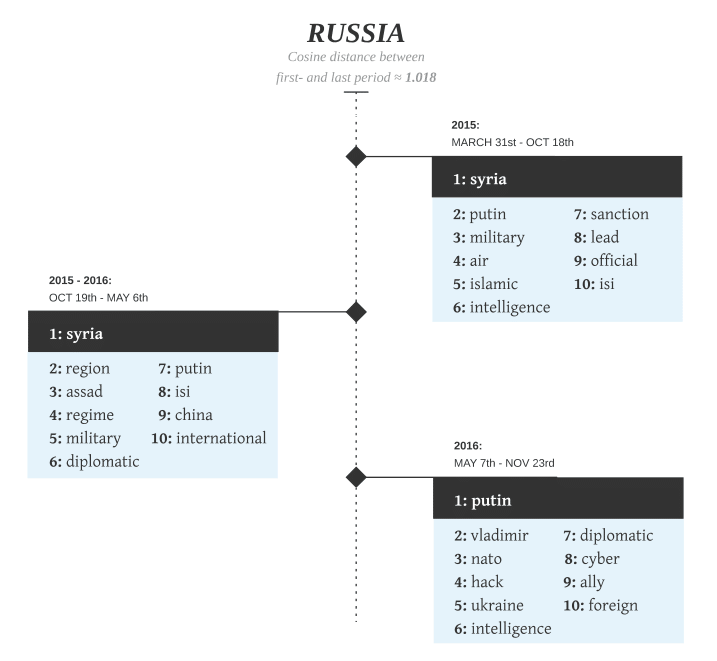 RUSSIA
Cosine distance between
first- and last period ≈ 1.018
2015:
MARCH 31st - OCT 18th
1: syria
2: putin 7: sanction
3: military 8: lead
4: air 9: official
5: islamic 10: isi
6: intelligence
2015 - 2016:
OCT 19th - MAY 6th
1: syria
2: region 7: putin
3: assad 8: isi
4: regime 9: china
5: military 10: international
6: diplomatic
2016:
MAY 7th - NOV 23rd
1: putin
2: vladimir 7: diplomatic
3: nato 8: cyber
4: hack 9: ally
5: ukraine 10: foreign
6: intelligence